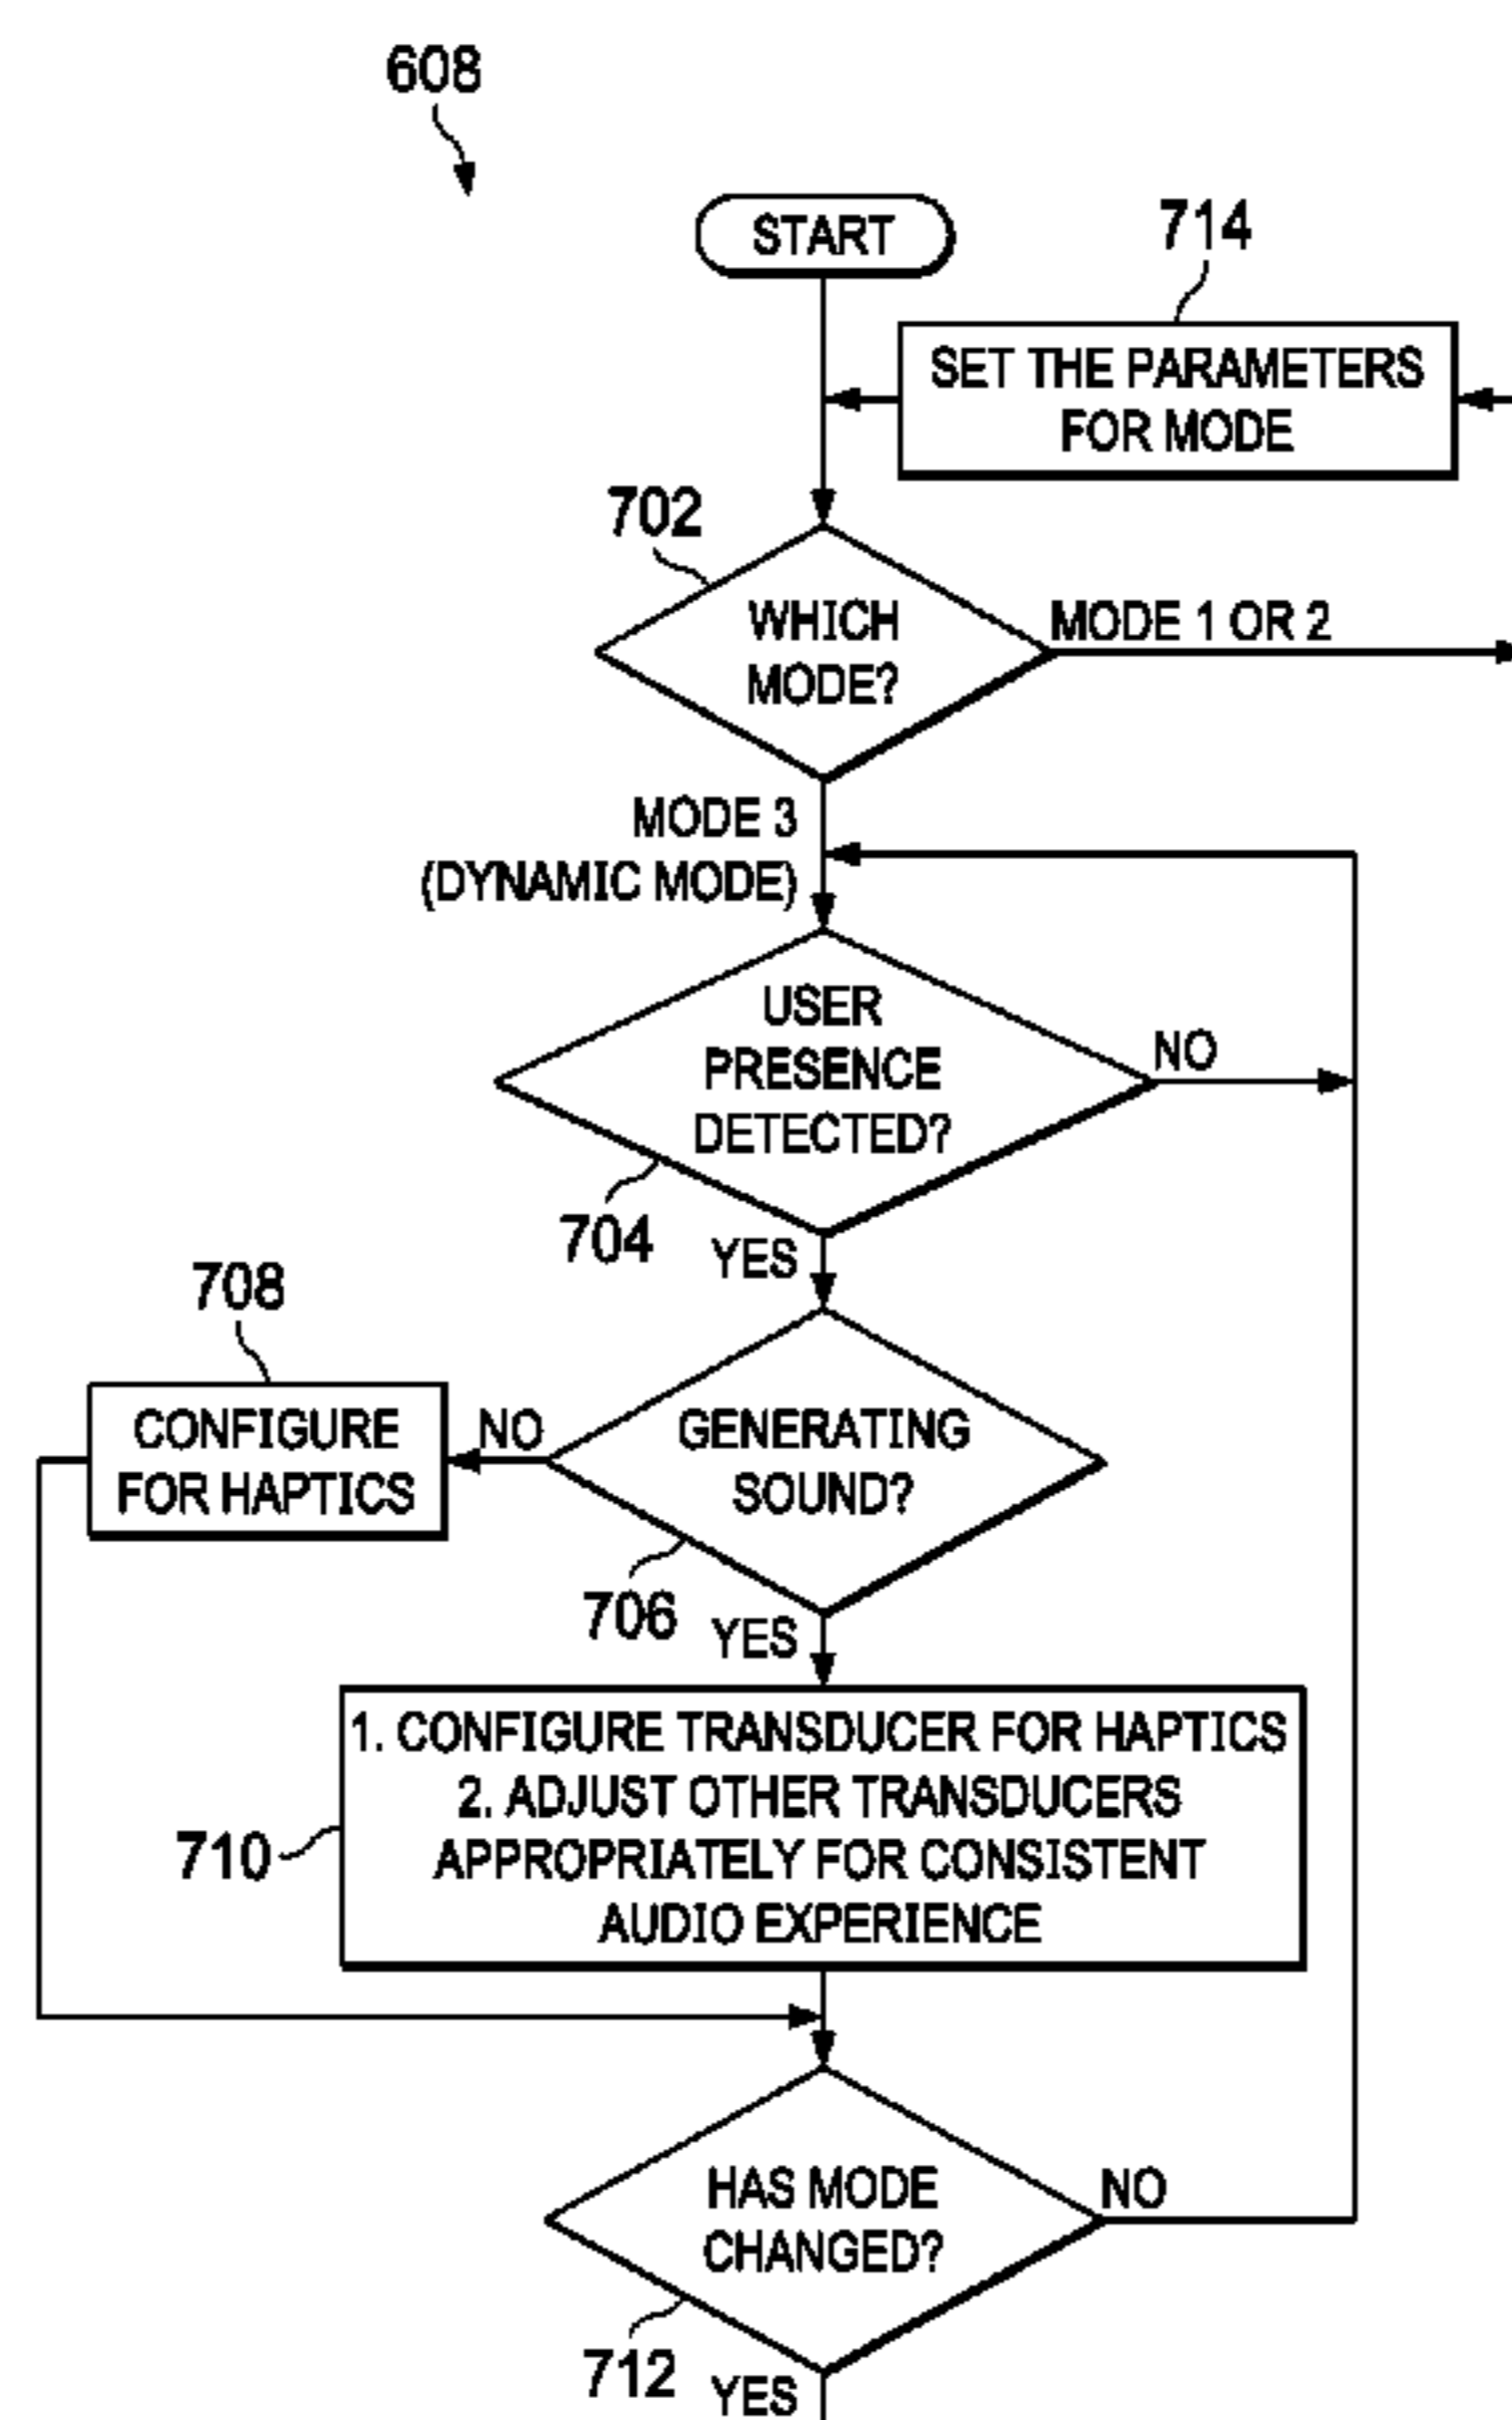 608
START
714
SET THE PARAMETERS
FOR MODE
702
WHICH
MODE?
MODE 1 OR 2
MODE 3
(DYNAMIC MODE)
USER
PRESENCE
DETECTED?
NO
704
YES
708
CONFIGURE
FOR HAPTICS
NO
GENERATING
SOUND?
706
YES
1. CONFIGURE TRANSDUCER FOR HAPTICS
2. ADJUST OTHER TRANSDUCERS
APPROPRIATELY FOR CONSISTENT
AUDIO EXPERIENCE
710
HAS MODE
CHANGED?
NO
712
YES